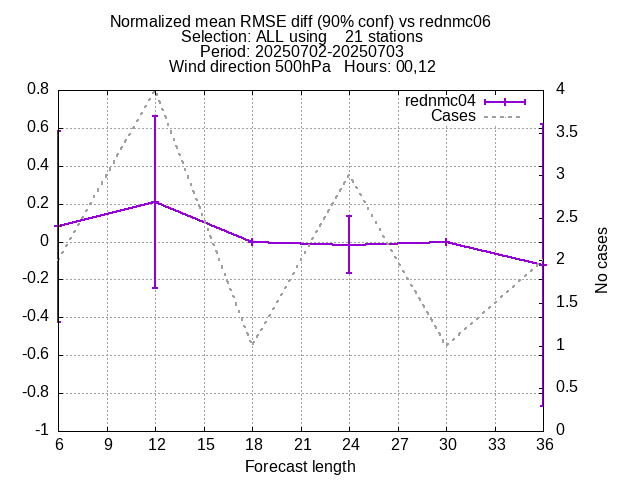 Normalized mean RMSE diff (90% conf) vs rednmc06
Selection: ALL using    21 stations
Period: 20250702-20250703
Wind direction 500hPa   Hours: 00,12
rednmc04
Cases
0.8
0.6
0.4
0.2
0
-0.2
-0.4
-0.6
-0.8
-1
4
3.5
3
2.5
2
1.5
1
0.5
0
No cases
6 9 12 15 18 21 24 27 30 33 36
Forecast length